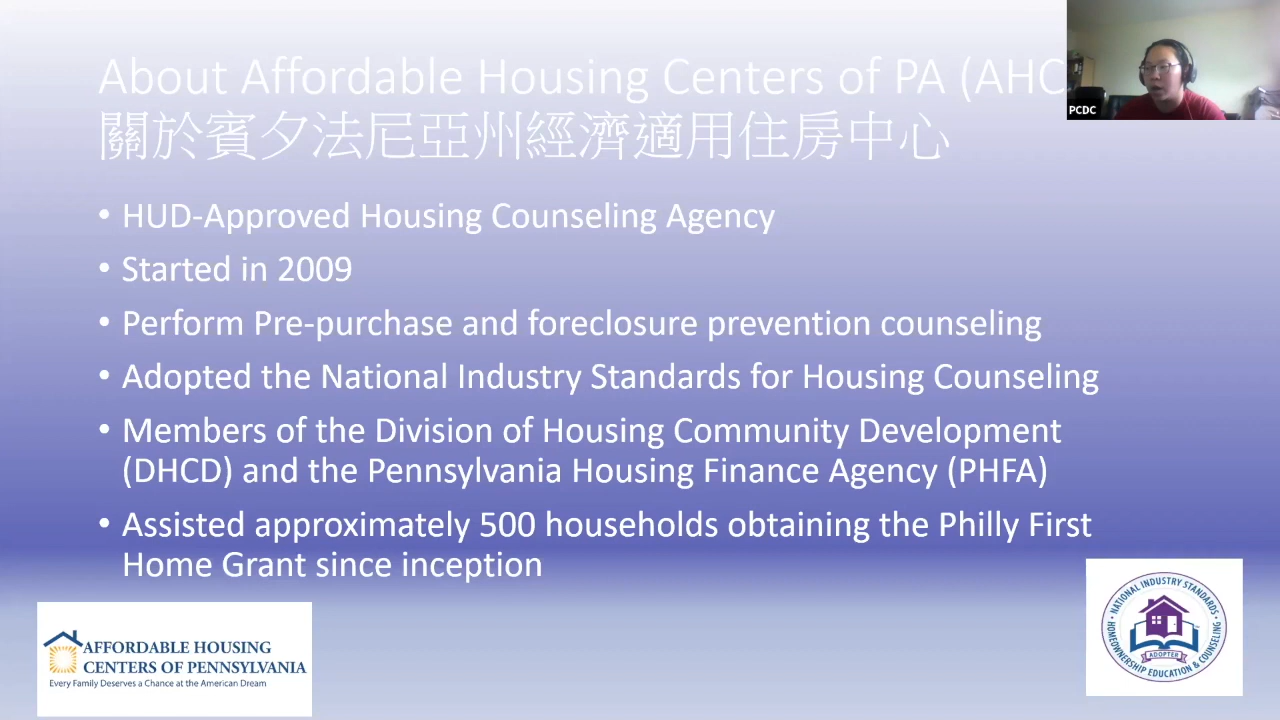 About Affordable Housing Centers of PA (AHC
關於賓夕法尼亞州經濟適用住房中心
• HUD-Approved Housing Counseling Agency
• Started in 2009
• Perform Pre-purchase and foreclosure prevention counseling
• Adopted the National Industry Standards for Housing Counseling
• Members of the Division of Housing Community Development
(DHCD) and the Pennsylvania Housing Finance Agency (PHFA)
• Assisted approximately 500 households obtaining the Philly First
Home Grant since inception
PCDC
AFFORDABLE HOUSING
CENTERS OF PENNSYLVANIA
Every Family Deserves a Chance at the American Dream
• NATIONAL INDUSTRY STANDARDS •
HOMEOWNERSHIP EDUCATION & COUNSELING
ADOPTER